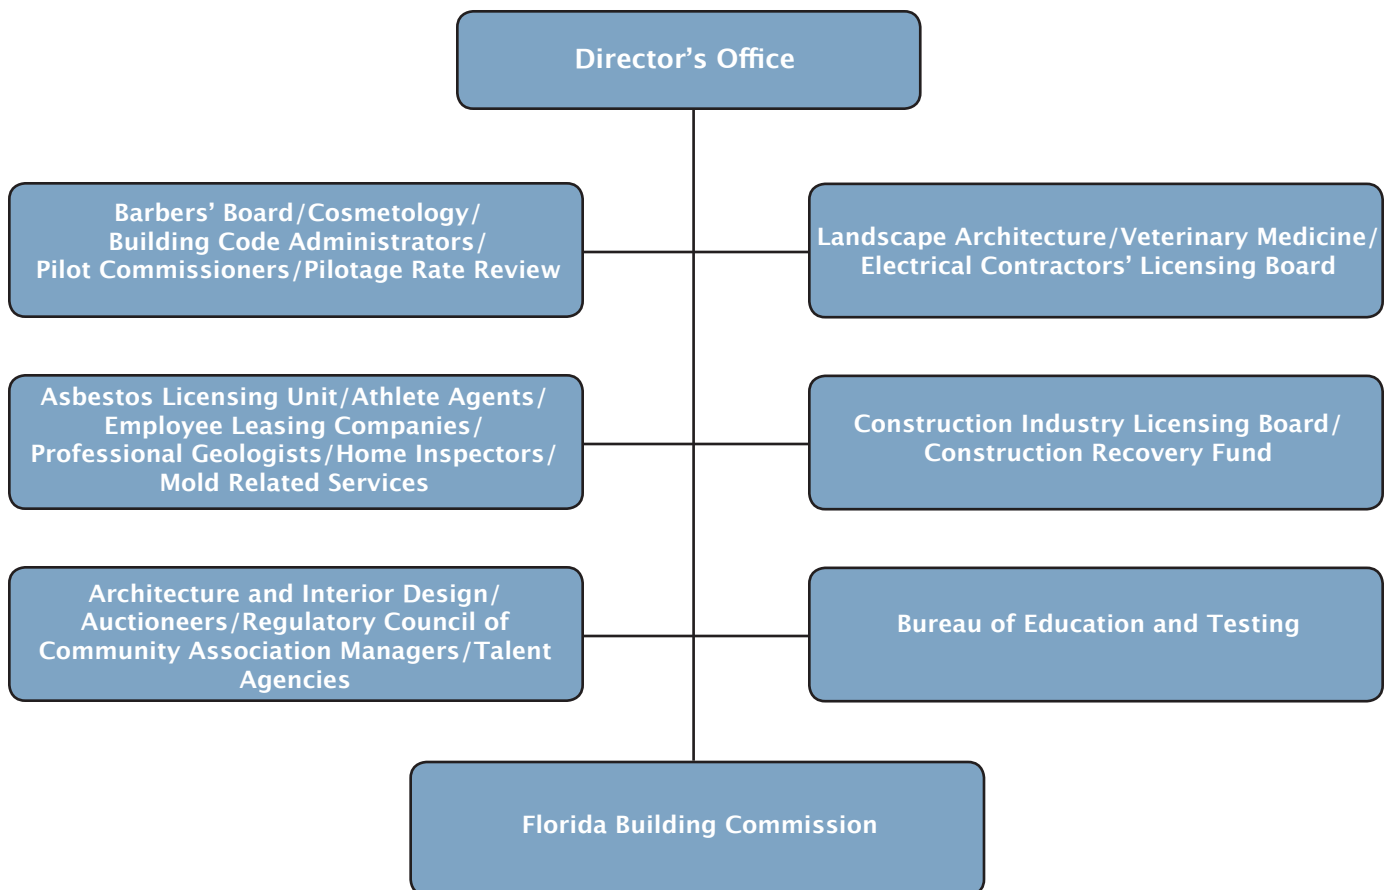 Director’s Office
Barbers’ Board/Cosmetology/
Building Code Administrators/
Pilot Commissioners/Pilotage Rate Review
Landscape Architecture/Veterinary Medicine/
Electrical Contractors’ Licensing Board
Asbestos Licensing Unit/Athlete Agents/
Employee Leasing Companies/
Professional Geologists/Home Inspectors/
Mold Related Services
Construction Industry Licensing Board/
Construction Recovery Fund
Architecture and Interior Design/
Auctioneers/Regulatory Council of
Community Association Managers/Talent
Agencies
Bureau of Education and Testing
Florida Building Commission